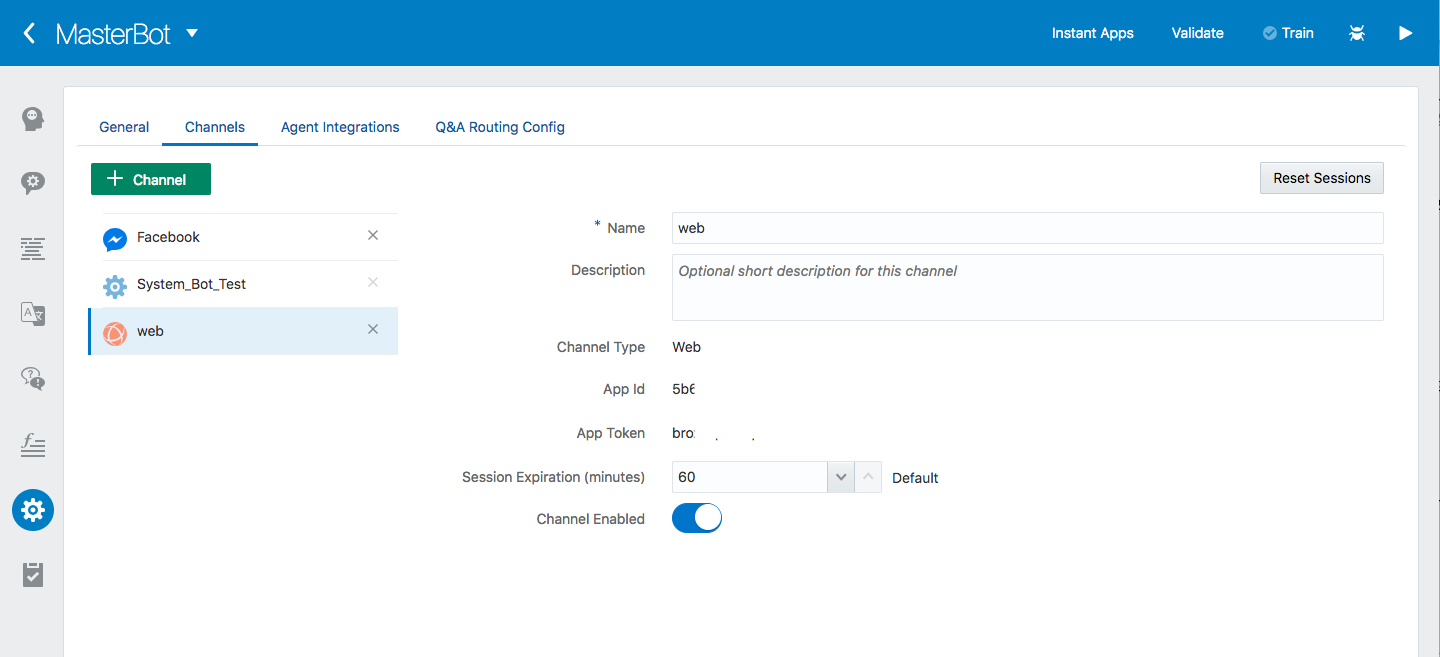 MasterBot
Instant Apps Validate Train
General Channels Agent Integrations Q&A Routing Config
+ Channel
Reset Sessions
Facebook
System_Bot_Test
web
* Name web
Description Optional short description for this channel
Channel Type Web
App Id 5b6
App Token bro
Session Expiration (minutes) 60 Default
Channel Enabled